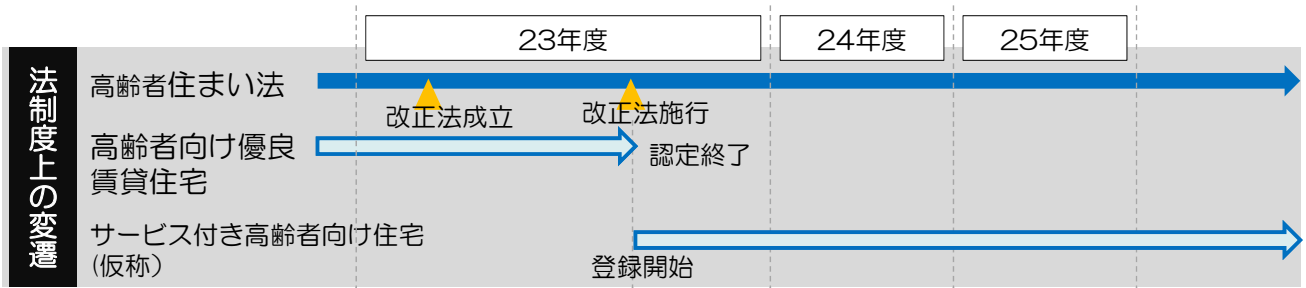 23年度
24年度
25年度
法制度上の変遷
高齢者住まい法
改正法成立
改正法施行
高齢者向け優良
賃貸住宅
認定終了
サービス付き高齢者向け住宅
(仮称）
登録開始